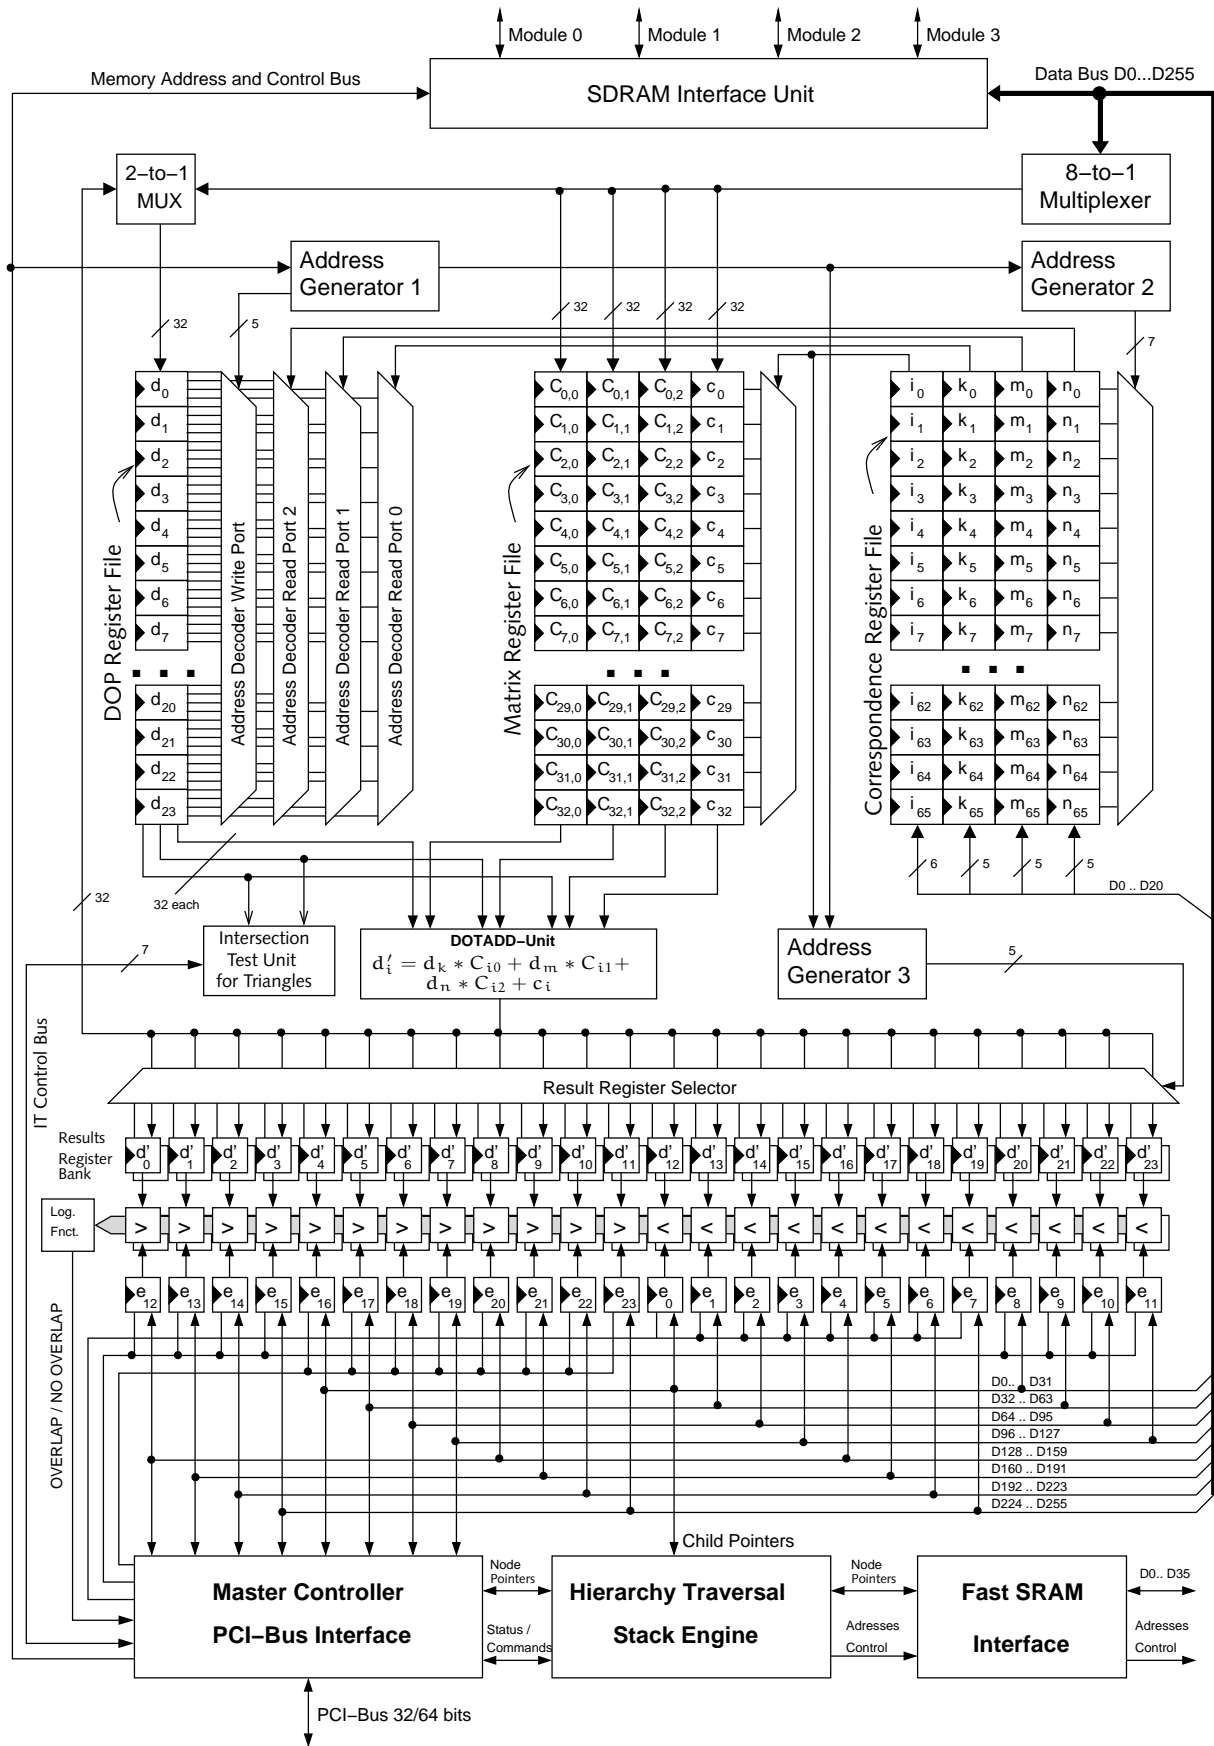 Module 0 Module 1 Module 2 Module 3
Memory Address and Control Bus
SDRAM Interface Unit
Data Bus D0...D255
2–to–1
MUX
8–to–1
Multiplexer
Address
Generator 1
Address
Generator 2
32 5 32 32 32 32 7
d0 C0,0 C0,1 C0,2 c0 i0 k0 m0 n0
d1 C1,0 C1,1 C1,2 c1 i1 k1 m1 n1
d2 C2,0 C2,1 C2,2 c2 i2 k2 m2 n2
d3 C3,0 C3,1 C3,2 c3 i3 k3 m3 n3
d4 C4,0 C4,1 C4,2 c4 i4 k4 m4 n4
d5 C5,0 C5,1 C5,2 c5 i5 k5 m5 n5
d6 C6,0 C6,1 C6,2 c6 i6 k6 m6 n6
d7 C7,0 C7,1 C7,2 c7 i7 k7 m7 n7
d20 C29,0 C29,1 C29,2 c29 i62 k62 m62 n62
d21 C30,0 C30,1 C30,2 c30 i63 k63 m63 n63
d22 C31,0 C31,1 C31,2 c31 i64 k64 m64 n64
d23 C32,0 C32,1 C32,2 c32 i65 k65 m65 n65
DOP Register File
Address Decoder Write Port
Address Decoder Read Port 2
Address Decoder Read Port 1
Address Decoder Read Port 0
Matrix Register File
Correspondence Register File
6 5 5 5
D0 .. D20
32
32 each
Intersection
Test Unit
for Triangles
7
DOTADD–Unit
d′i = dk ∗ Ci0 + dm ∗ Ci1+
dn ∗ Ci2 + ci
Address
Generator 3
5
IT Control Bus
Result Register Selector
Results
Register
Bank
d'0 d'1 d'2 d'3 d'4 d'5 d'6 d'7 d'8 d'9 d'10 d'11 d'12 d'13 d'14 d'15 d'16 d'17 d'18 d'19 d'20 d'21 d'22 d'23
Log.
Fnct.
> > > > > > > > > > > > < < < < < < < < < < < <
e12 e13 e14 e15 e16 e17 e18 e19 e20 e21 e22 e23 e0 e1 e2 e3 e4 e5 e6 e7 e8 e9 e10 e11
OVERLAP / NO OVERLAP
D0.. D31
D32 .. D63
D64 .. D95
D96 .. D127
D128 .. D159
D160 .. D191
D192 .. D223
D224 .. D255
Child Pointers
Master Controller
PCI–Bus Interface
Node
Pointers
Status /
Commands
Hierarchy Traversal
Stack Engine
Node
Pointers
Adresses
Control
Fast SRAM
Interface
D0.. D35
Adresses
Control
PCI–Bus 32/64 bits